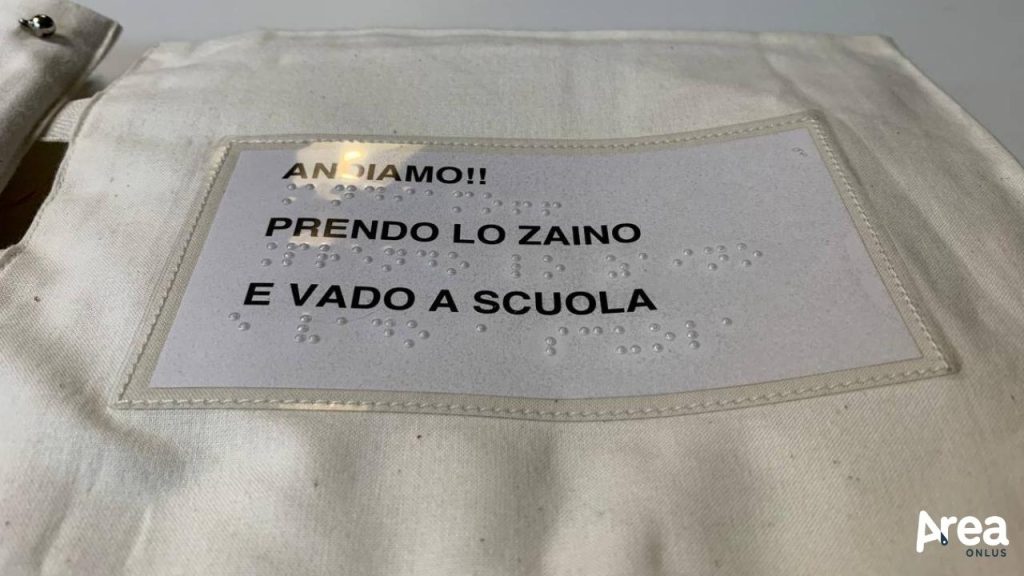 ANDIAMO!!
PRENDO LO ZAINO
E VADO A SCUOLA
Area
ONLUS